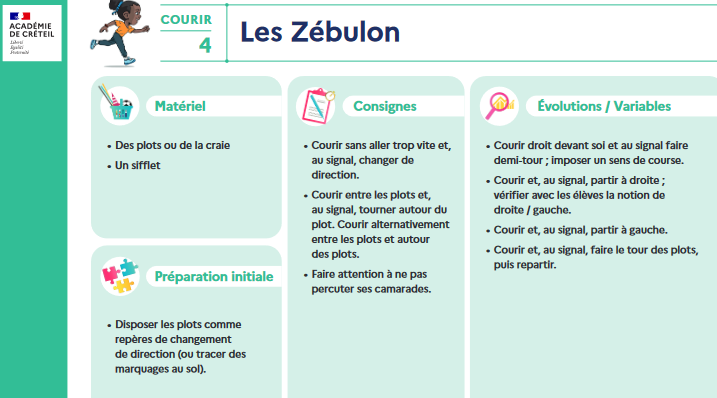 ACADÉMIE
DE CRÉTEIL
Liberté
Égalité
Fraternité
COURIR
4
Les Zébulon
Matériel
• Des plots ou de la craie
• Un sifflet
Préparation initiale
• Disposer les plots comme
repères de changement
de direction (ou tracer des
marquages au sol).
Consignes
• Courir sans aller trop vite et,
au signal, changer de
direction.
• Courir entre les plots et,
au signal, tourner autour du
plot. Courir alternativement
entre les plots et autour
des plots.
• Faire attention à ne pas
percuter ses camarades.
Évolutions / Variables
• Courir droit devant soi et au signal faire
demi-tour ; imposer un sens de course.
• Courir et, au signal, partir à droite ;
vérifier avec les élèves la notion de
droite / gauche.
• Courir et, au signal, partir à gauche.
• Courir et, au signal, faire le tour des plots,
puis repartir.